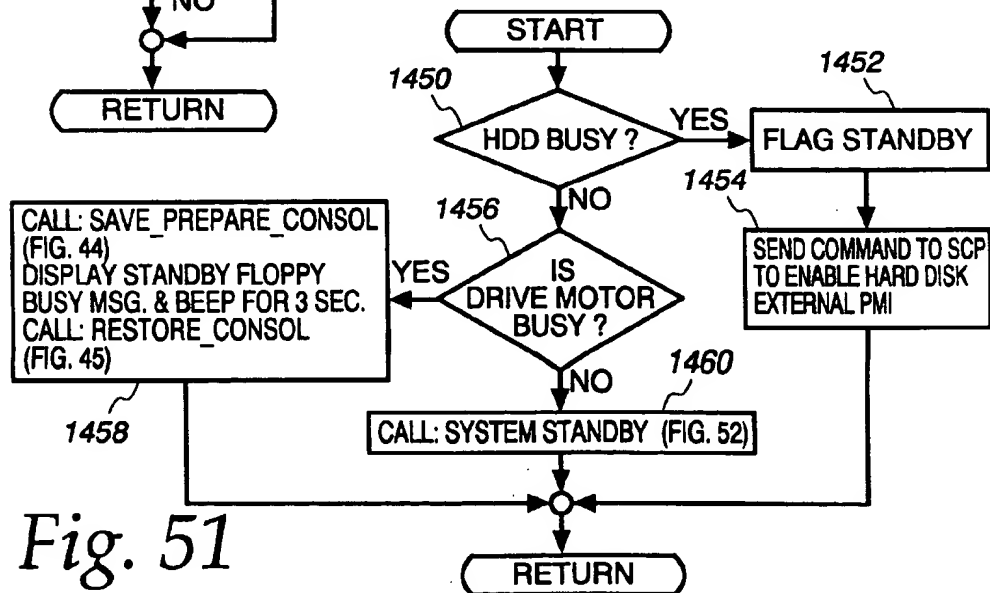 NO
RETURN
START
1450
HDD BUSY ?
YES
1452
FLAG STANDBY
NO
1454
SEND COMMAND TO SCP
TO ENABLE HARD DISK
EXTERNAL PMI
1456
IS
DRIVE MOTOR
BUSY ?
YES
CALL: SAVE_PREPARE_CONSOL
(FIG. 44)
DISPLAY STANDBY FLOPPY
BUSY MSG. & BEEP FOR 3 SEC.
CALL: RESTORE_CONSOL
(FIG. 45)
1458
NO
1460
CALL: SYSTEM STANDBY (FIG. 52)
RETURN
Fig. 51